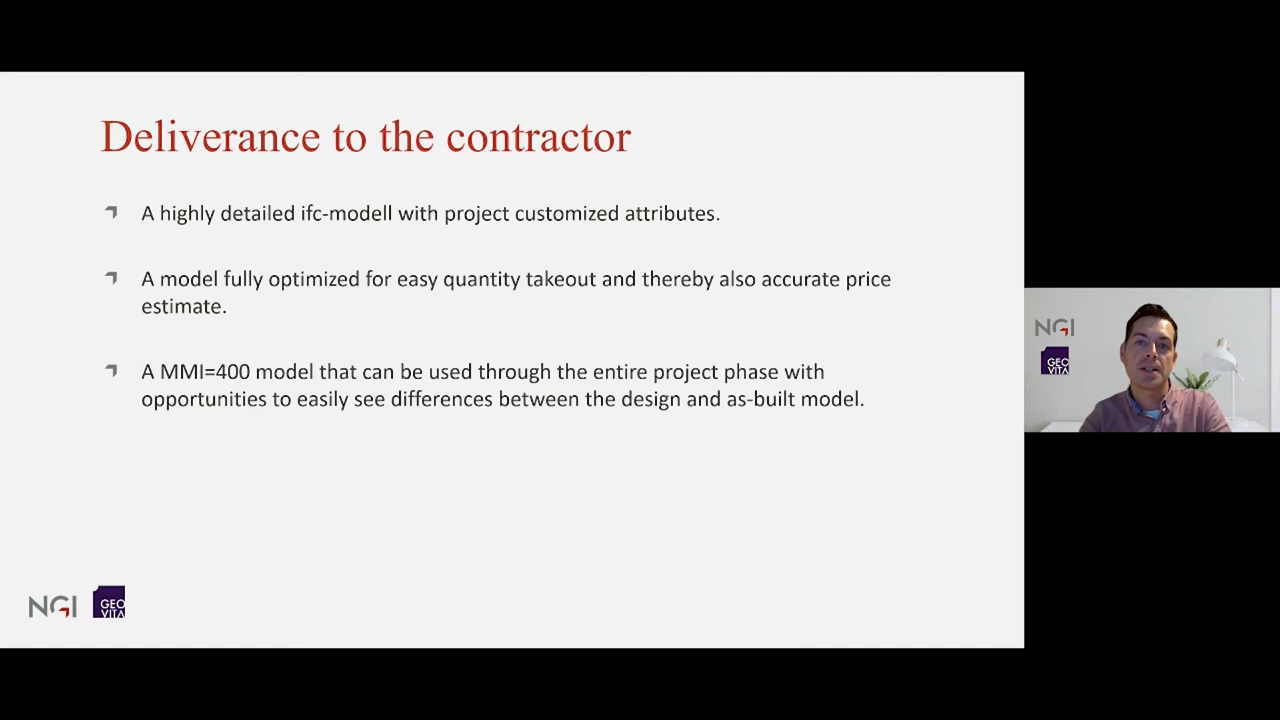 Deliverance to the contractor
A highly detailed ifc-modell with project customized attributes.
A model fully optimized for easy quantity takeout and thereby also accurate price
estimate.
A MMI=400 model that can be used through the entire project phase with
opportunities to easily see differences between the design and as-built model.
NGI
GEO
VITA
NGI
GEO
VITA